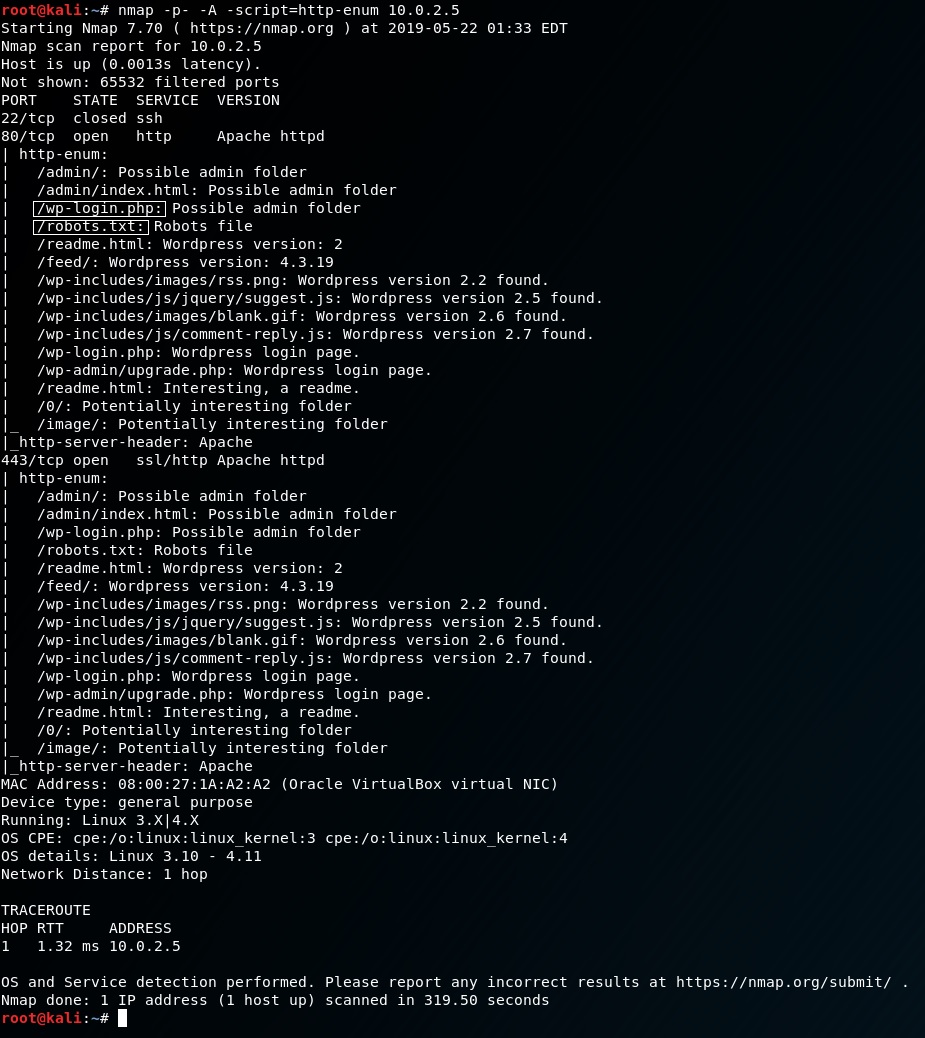 root@kali:~# nmap -p- -A -script=http-enum 10.0.2.5
Starting Nmap 7.70 ( https://nmap.org ) at 2019-05-22 01:33 EDT
Nmap scan report for 10.0.2.5
Host is up (0.0013s latency).
Not shown: 65532 filtered ports
PORT    STATE  SERVICE  VERSION
22/tcp  closed ssh
80/tcp  open   http     Apache httpd
| http-enum:
|   /admin/: Possible admin folder
|   /admin/index.html: Possible admin folder
|   /wp-login.php: Possible admin folder
|   /robots.txt: Robots file
|   /readme.html: Wordpress version: 2
|   /feed/: Wordpress version: 4.3.19
|   /wp-includes/images/rss.png: Wordpress version 2.2 found.
|   /wp-includes/js/jquery/suggest.js: Wordpress version 2.5 found.
|   /wp-includes/images/blank.gif: Wordpress version 2.6 found.
|   /wp-includes/js/comment-reply.js: Wordpress version 2.7 found.
|   /wp-login.php: Wordpress login page.
|   /wp-admin/upgrade.php: Wordpress login page.
|   /readme.html: Interesting, a readme.
|   /0/: Potentially interesting folder
|_  /image/: Potentially interesting folder
|_http-server-header: Apache
443/tcp open   ssl/http Apache httpd
| http-enum:
|   /admin/: Possible admin folder
|   /admin/index.html: Possible admin folder
|   /wp-login.php: Possible admin folder
|   /robots.txt: Robots file
|   /readme.html: Wordpress version: 2
|   /feed/: Wordpress version: 4.3.19
|   /wp-includes/images/rss.png: Wordpress version 2.2 found.
|   /wp-includes/js/jquery/suggest.js: Wordpress version 2.5 found.
|   /wp-includes/images/blank.gif: Wordpress version 2.6 found.
|   /wp-includes/js/comment-reply.js: Wordpress version 2.7 found.
|   /wp-login.php: Wordpress login page.
|   /wp-admin/upgrade.php: Wordpress login page.
|   /readme.html: Interesting, a readme.
|   /0/: Potentially interesting folder
|_  /image/: Potentially interesting folder
|_http-server-header: Apache
MAC Address: 08:00:27:1A:A2:A2 (Oracle VirtualBox virtual NIC)
Device type: general purpose
Running: Linux 3.X|4.X
OS CPE: cpe:/o:linux:linux_kernel:3 cpe:/o:linux:linux_kernel:4
OS details: Linux 3.10 - 4.11
Network Distance: 1 hop
TRACEROUTE
HOP RTT     ADDRESS
1   1.32 ms 10.0.2.5
OS and Service detection performed. Please report any incorrect results at https://nmap.org/submit/ .
Nmap done: 1 IP address (1 host up) scanned in 319.50 seconds
root@kali:~#